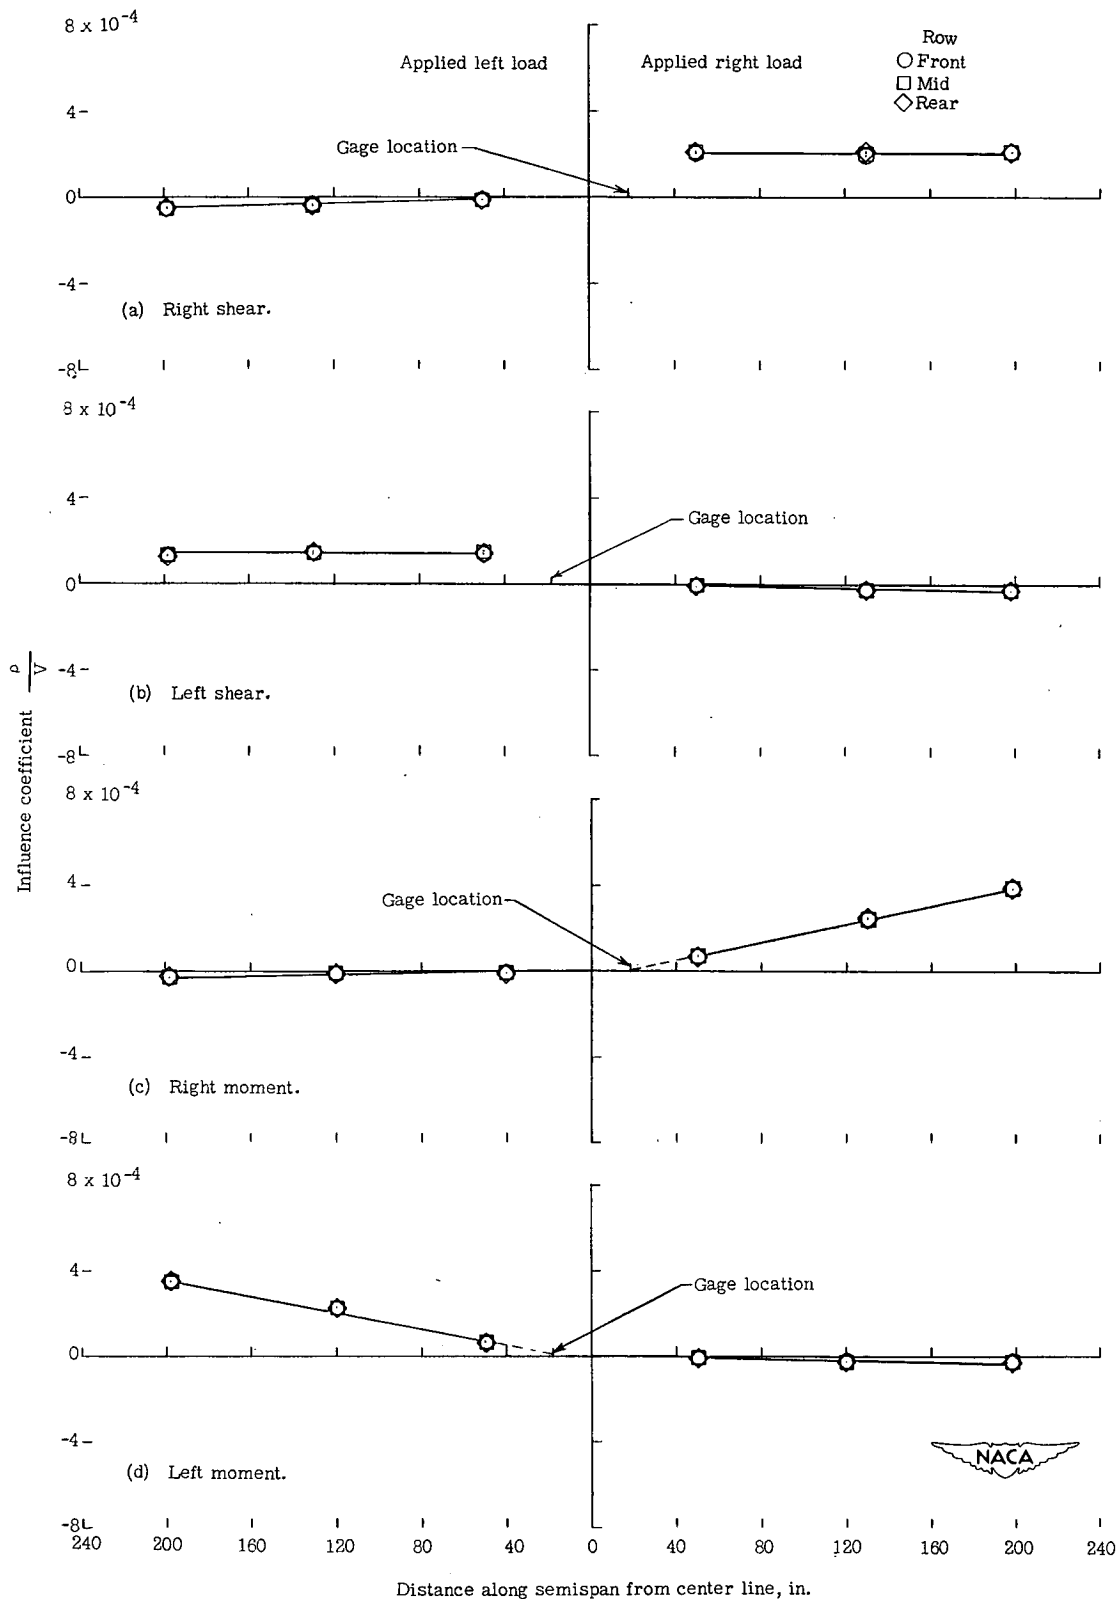 8 x 10⁻⁴
Applied left load
Applied right load
Row
Front
Mid
Rear
4
Gage location
0
-4
(a) Right shear.
-8
8 x 10⁻⁴
4
Gage location
0
-4
(b) Left shear.
-8
Influence coefficient
8 x 10⁻⁴
4
Gage location
0
-4
(c) Right moment.
-8
8 x 10⁻⁴
4
Gage location
0
-4
NACA
(d) Left moment.
-8
240 200 160 120 80 40 0 40 80 120 160 200 240
Distance along semispan from center line, in.